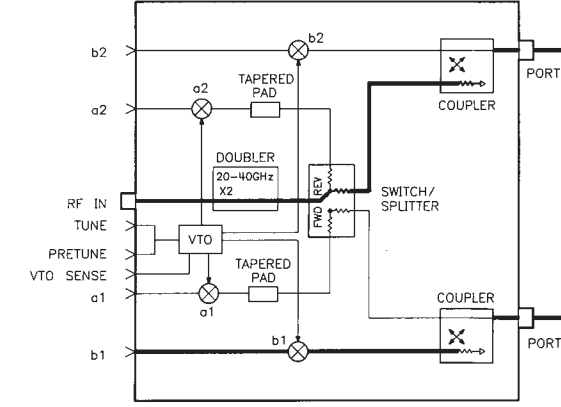 b2
b2
PORT
a2
a2
TAPERED
PAD
COUPLER
DOUBLER
20-40GHz
X2
REV
SWITCH/
SPLITTER
RF IN
FWD
TUNE
VTO
PRETUNE
VTO SENSE
TAPERED
PAD
a1
a1
COUPLER
b1
b1
PORT